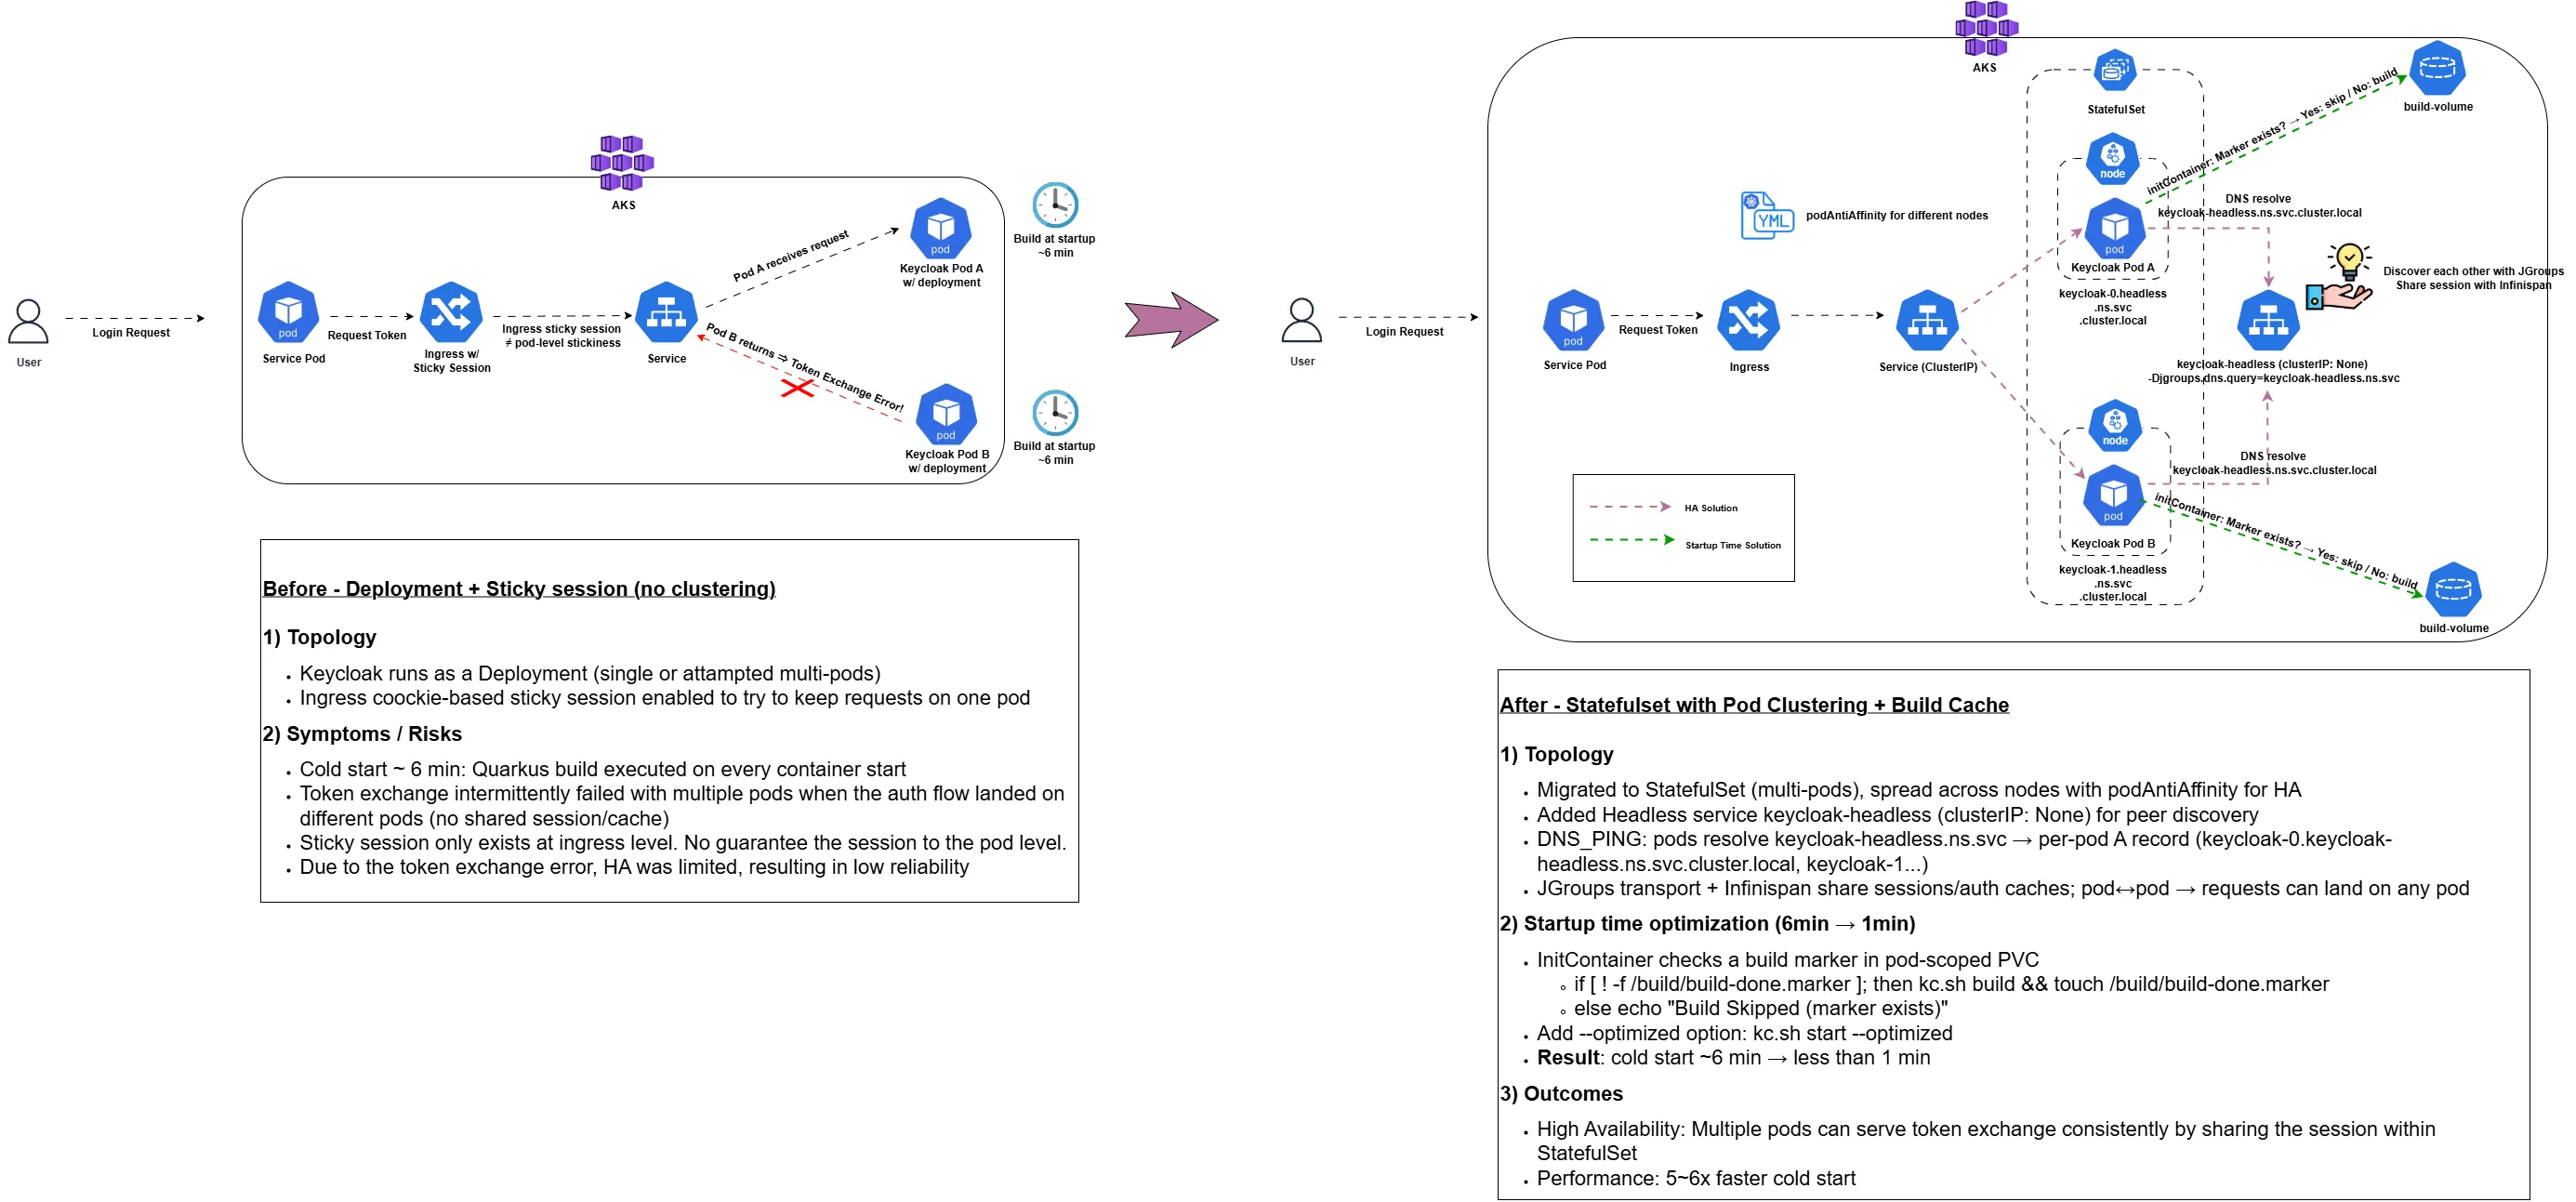 AKS
User
Login Request
pod
Service Pod
Request Token
Ingress w/
Sticky Session
Ingress sticky session
≠ pod-level stickiness
Service
Pod A receives request
pod
Keycloak Pod A
w/ deployment
Build at startup
~6 min
Pod B returns ⇒ Token Exchange Error!
pod
Keycloak Pod B
w/ deployment
Build at startup
~6 min
Before - Deployment + Sticky session (no clustering)
1) Topology
• Keycloak runs as a Deployment (single or attampted multi-pods)
• Ingress coockie-based sticky session enabled to try to keep requests on one pod
2) Symptoms / Risks
• Cold start ~ 6 min: Quarkus build executed on every container start
• Token exchange intermittently failed with multiple pods when the auth flow landed on
different pods (no shared session/cache)
• Sticky session only exists at ingress level. No guarantee the session to the pod level.
• Due to the token exchange error, HA was limited, resulting in low reliability
AKS
User
Login Request
pod
Service Pod
Request Token
Ingress
Service (ClusterIP)
YML
podAntiAffinity for different nodes
StatefulSet
node
pod
Keycloak Pod A
keycloak-0.headless
.ns.svc
.cluster.local
initContainer: Marker exists? → Yes: skip / No: build
build-volume
DNS resolve
keycloak-headless.ns.svc.cluster.local
Discover each other with JGroups
Share session with Infinispan
keycloak-headless (clusterIP: None)
-Djgroups.dns.query=keycloak-headless.ns.svc
node
pod
Keycloak Pod B
keycloak-1.headless
.ns.svc
.cluster.local
DNS resolve
keycloak-headless.ns.svc.cluster.local
initContainer: Marker exists? → Yes: skip / No: build
build-volume
HA Solution
Startup Time Solution
After - Statefulset with Pod Clustering + Build Cache
1) Topology
• Migrated to StatefulSet (multi-pods), spread across nodes with podAntiAffinity for HA
• Added Headless service keycloak-headless (clusterIP: None) for peer discovery
• DNS_PING: pods resolve keycloak-headless.ns.svc → per-pod A record (keycloak-0.keycloak-
headless.ns.svc.cluster.local, keycloak-1...)
• JGroups transport + Infinispan share sessions/auth caches; pod↔pod → requests can land on any pod
2) Startup time optimization (6min → 1min)
• InitContainer checks a build marker in pod-scoped PVC
◦ if [ ! -f /build/build-done.marker ]; then kc.sh build && touch /build/build-done.marker
◦ else echo "Build Skipped (marker exists)"
• Add --optimized option: kc.sh start --optimized
• Result: cold start ~6 min → less than 1 min
3) Outcomes
• High Availability: Multiple pods can serve token exchange consistently by sharing the session within
StatefulSet
• Performance: 5~6x faster cold start